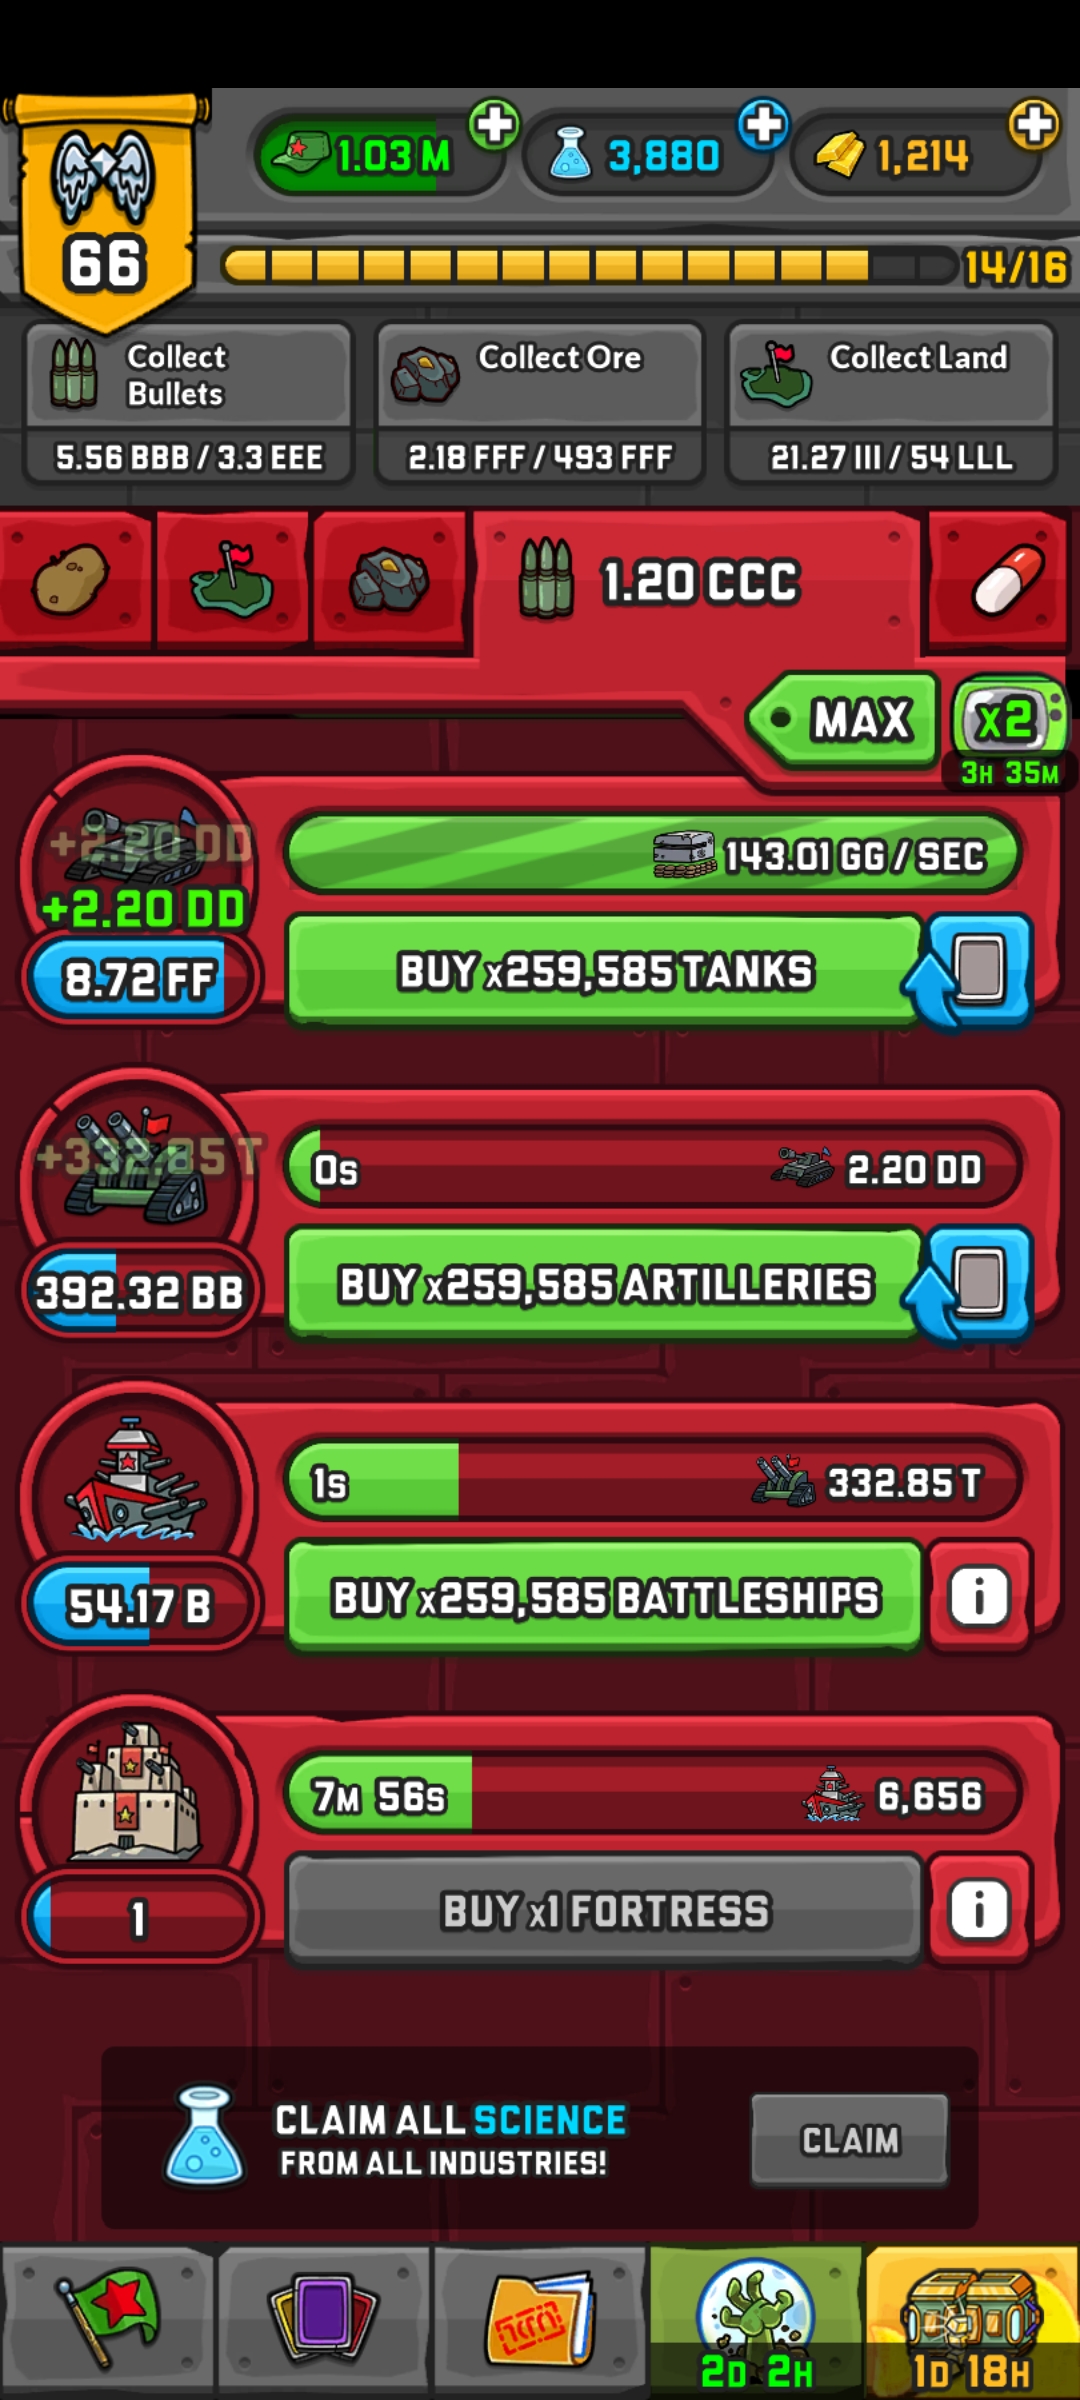 1.03 M
3,880
1,214
66
14/16
Collect
Bullets
5.56 BBB / 3.3 EEE
Collect Ore
2.18 FFF / 493 FFF
Collect Land
21.27 III / 54 LLL
1.20 CCC
MAX
x2
3H 35M
+2.20 DD
+2.20 DD
8.72 FF
143.01 GG / SEC
BUY x259,585 TANKS
+332.85 T
392.32 BB
0s
2.20 DD
BUY x259,585 ARTILLERIES
54.17 B
1s
332.85 T
BUY x259,585 BATTLESHIPS
i
1
7M 56s
6,656
BUY x1 FORTRESS
i
CLAIM ALL SCIENCE
FROM ALL INDUSTRIES!
CLAIM
2D 2H
1D 18H